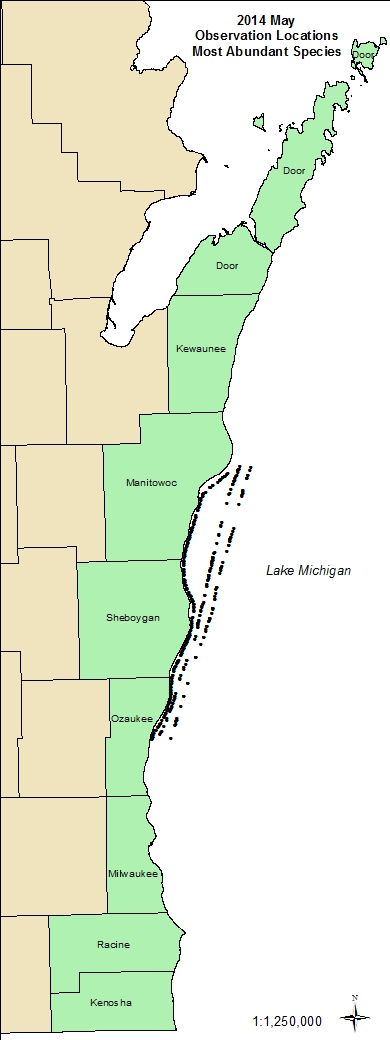 2014 May
Observation Locations
Most Abundant Species
Door
Door
Door
Kewaunee
Manitowoc
Lake Michigan
Sheboygan
Ozaukee
Milwaukee
Racine
Kenosha
N
1:1,250,000